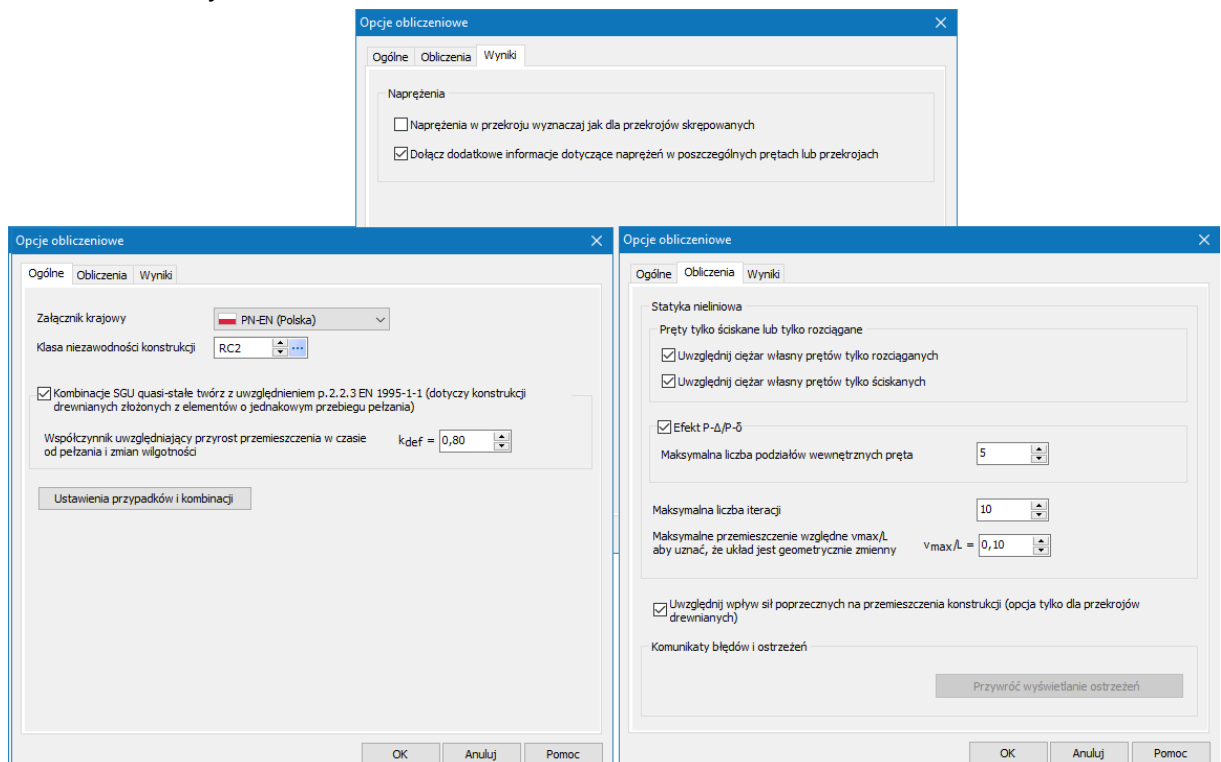 Opcje obliczeniowe
Ogólne Obliczenia Wyniki
Naprężenia
Naprężenia w przekroju wyznaczaj jak dla przekrojów skrępowanych
Dołącz dodatkowe informacje dotyczące naprężeń w poszczególnych prętach lub przekrojach
Opcje obliczeniowe
Ogólne Obliczenia Wyniki
Załącznik krajowy PN-EN (Polska)
Klasa niezawodności konstrukcji RC2 ...
Kombinacje SGU quasi-stałe twórz z uwzględnieniem p.2.2.3 EN 1995-1-1 (dotyczy konstrukcji
drewnianych złożonych z elementów o jednakowym przebiegu pełzania)
Współczynnik uwzględniający przyrost przemieszczenia w czasie
od pełzania i zmian wilgotności kdef = 0,80
Ustawienia przypadków i kombinacji
OK Anuluj Pomoc
Opcje obliczeniowe
Ogólne Obliczenia Wyniki
Statyka nieliniowa
Pręty tylko ściskane lub tylko rozciągane
Uwzględnij ciężar własny prętów tylko rozciąganych
Uwzględnij ciężar własny prętów tylko ściskanych
Efekt P-Δ/P-δ
Maksymalna liczba podziałów wewnętrznych pręta 5
Maksymalna liczba iteracji 10
Maksymalne przemieszczenie względne vmax/L
aby uznać, że układ jest geometrycznie zmienny vmax/L = 0,10
Uwzględnij wpływ sił poprzecznych na przemieszczenia konstrukcji (opcja tylko dla przekrojów
drewnianych)
Komunikaty błędów i ostrzeżeń
Przywróć wyświetlanie ostrzeżeń
OK Anuluj Pomoc